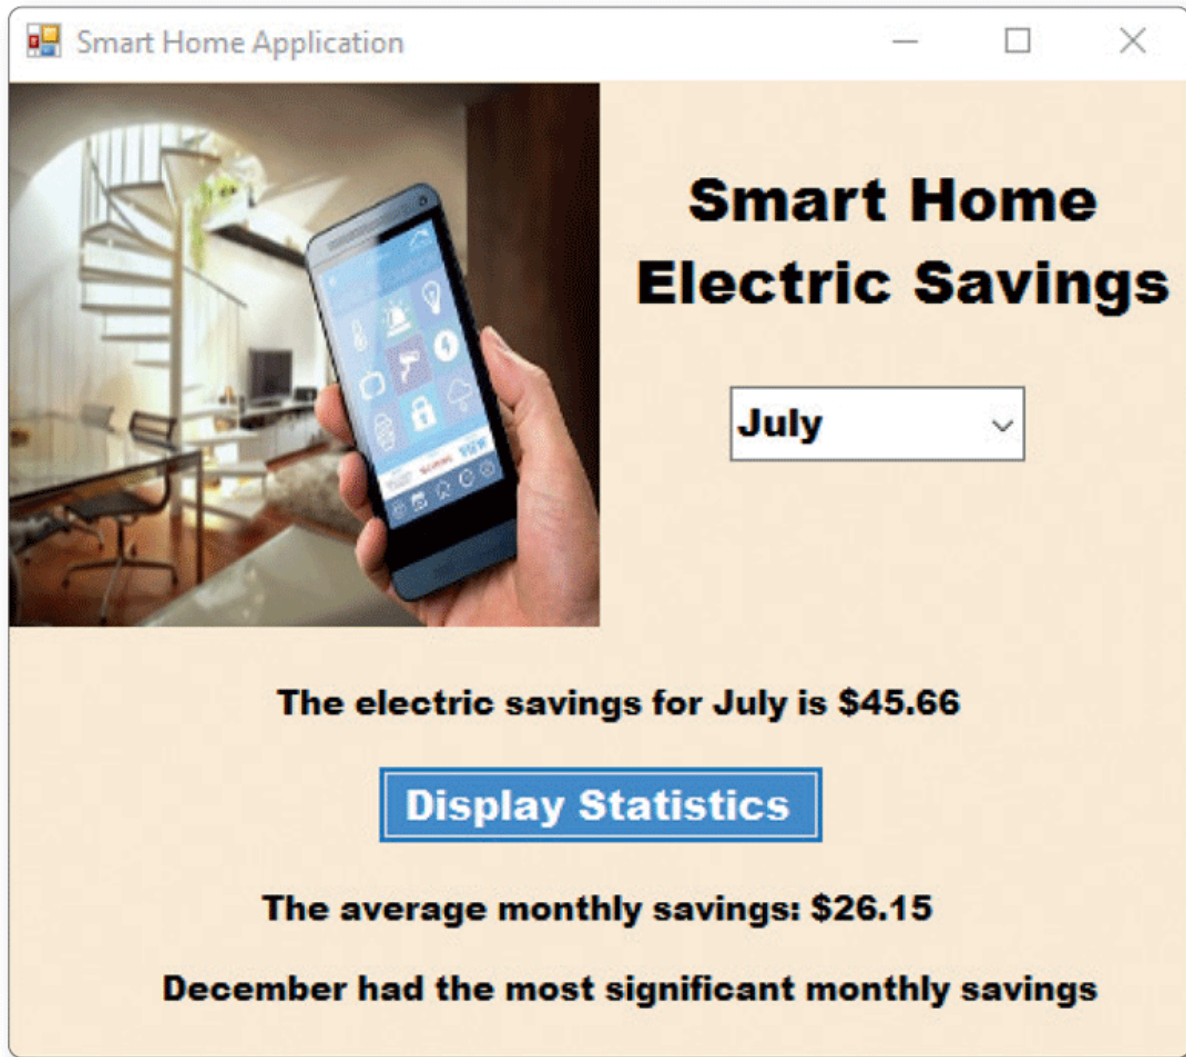 Smart Home Application
Smart Home
Electric Savings
July
The electric savings for July is $45.66
Display Statistics
The average monthly savings: $26.15
December had the most significant monthly savings